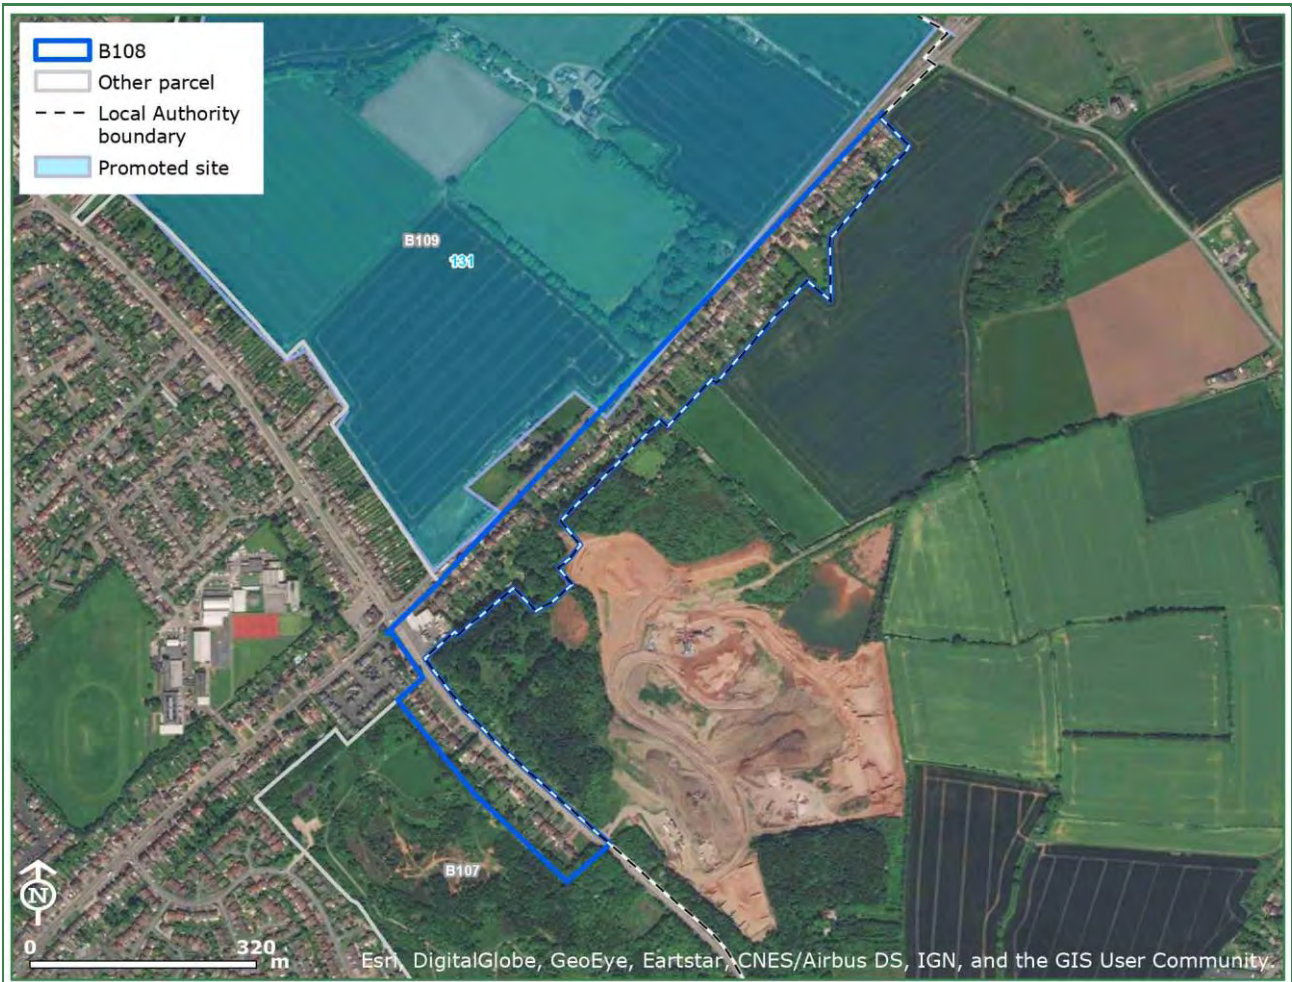 B108
Other parcel
Local Authority
boundary
Promoted site
B109
131
B107
N
0 320
m
Esri, DigitalGlobe, GeoEye, Eartstar, CNES/Airbus DS, IGN, and the GIS User Community.